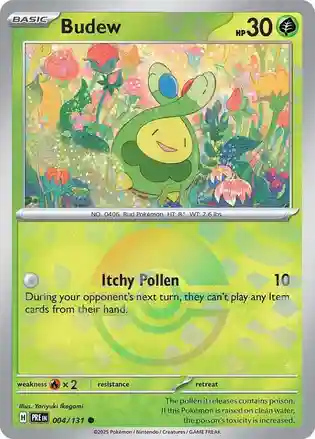 BASIC
Budew
HP 30
NO. 0406 Bud Pokémon HT: 8" WT: 2.6 lbs.
Itchy Pollen 10
During your opponent's next turn, they can't play any Item
cards from their hand.
weakness × 2 resistance retreat
Illus. Yoriyuki Ikegami
H PRE EN 004/131
The pollen it releases contains poison.
If this Pokémon is raised on clean water,
the poison's toxicity is increased.
©2025 Pokémon / Nintendo / Creatures / GAME FREAK